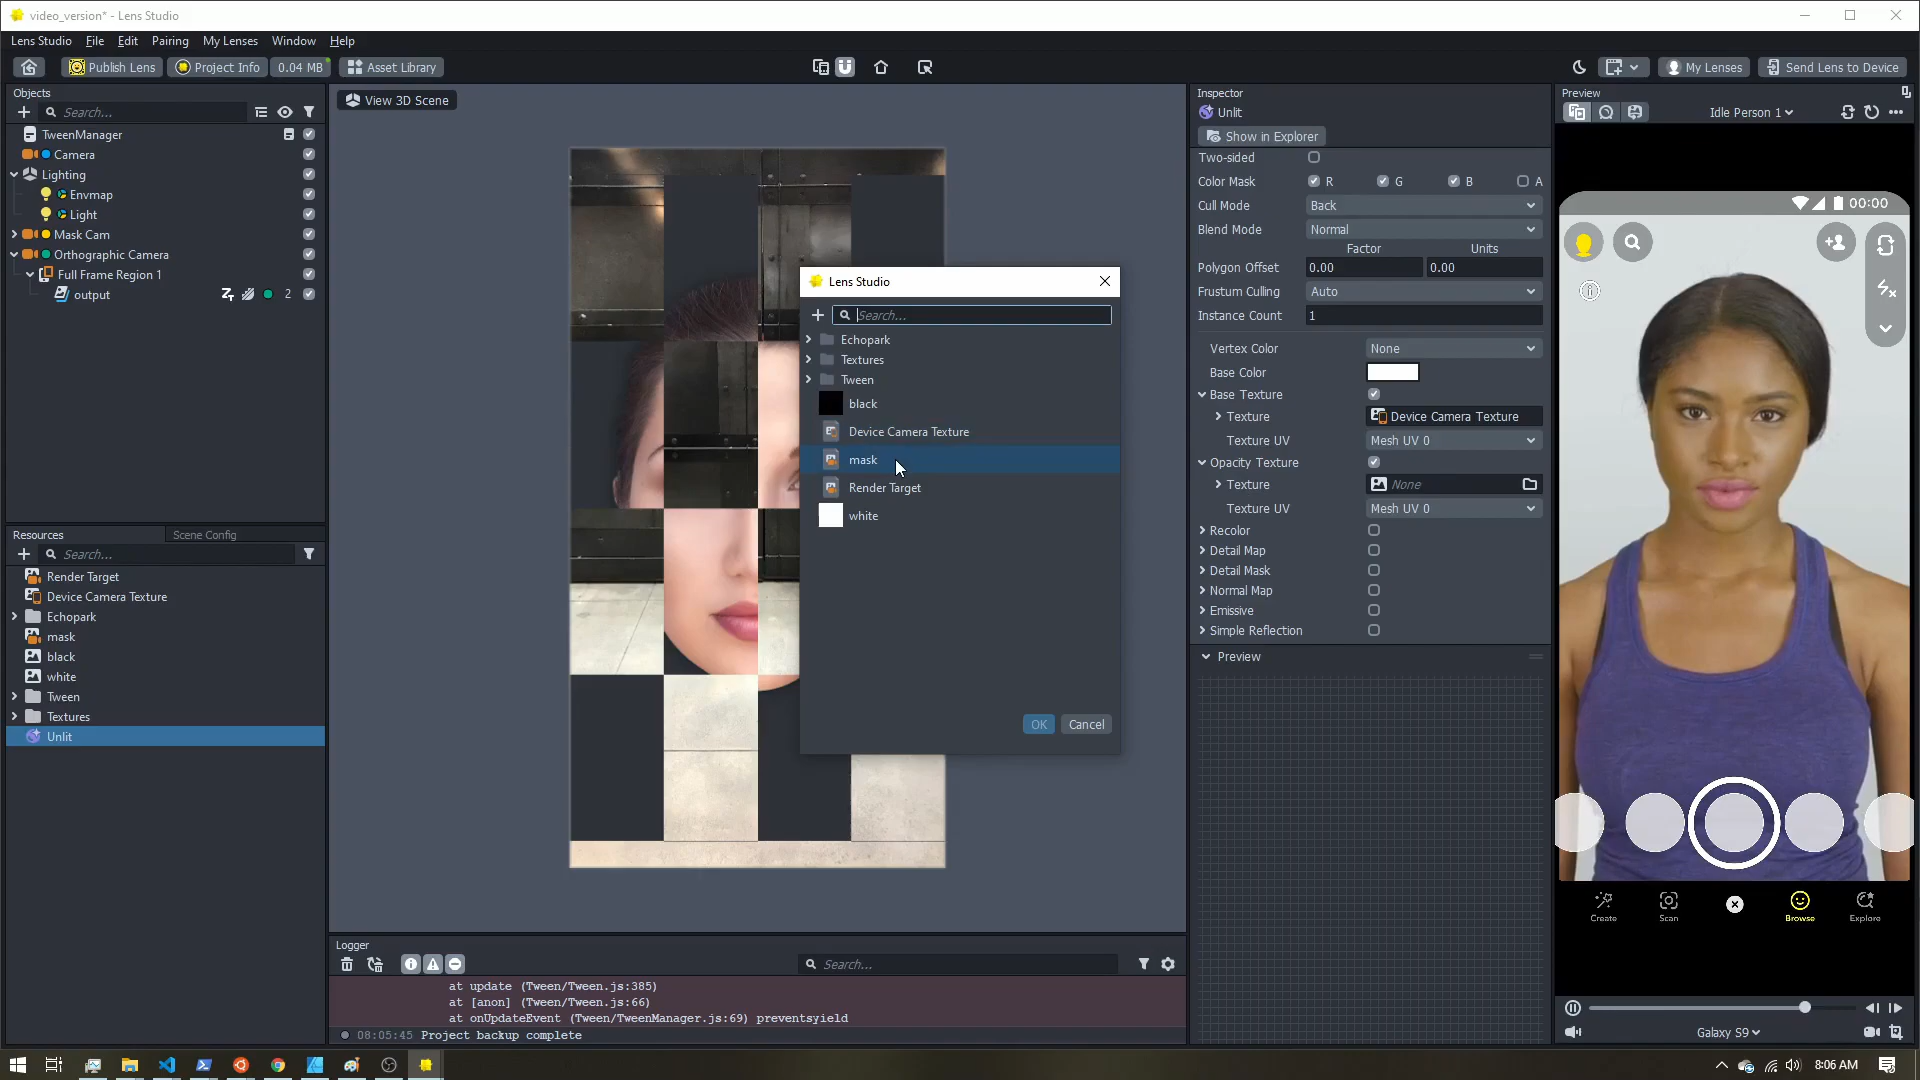 video_version* - Lens Studio
Lens Studio File Edit Pairing My Lenses Window Help
Publish Lens Project Info 0.04 MB Asset Library
My Lenses Send Lens to Device
Objects
Search...
TweenManager
Camera
Lighting
Envmap
Light
Mask Cam
Orthographic Camera
Full Frame Region 1
output 2
Resources Scene Config
Search...
Render Target
Device Camera Texture
Echopark
mask
black
white
Tween
Textures
Unlit
View 3D Scene
Lens Studio
Search...
Echopark
Textures
Tween
black
Device Camera Texture
mask
Render Target
white
OK Cancel
Logger
Search...
at update (Tween/Tween.js:385)
at [anon] (Tween/Tween.js:66)
at onUpdateEvent (Tween/TweenManager.js:69) preventsyield
08:05:45 Project backup complete
Inspector
Unlit
Show in Explorer
Two-sided
Color Mask R G B A
Cull Mode Back
Blend Mode Normal
Factor Units
Polygon Offset 0.00 0.00
Frustum Culling Auto
Instance Count 1
Vertex Color None
Base Color
Base Texture
Texture Device Camera Texture
Texture UV Mesh UV 0
Opacity Texture
Texture None
Texture UV Mesh UV 0
Recolor
Detail Map
Detail Mask
Normal Map
Emissive
Simple Reflection
Preview
Preview
Idle Person 1
00:00
Create Scan Browse Explore
Galaxy S9
8:06 AM